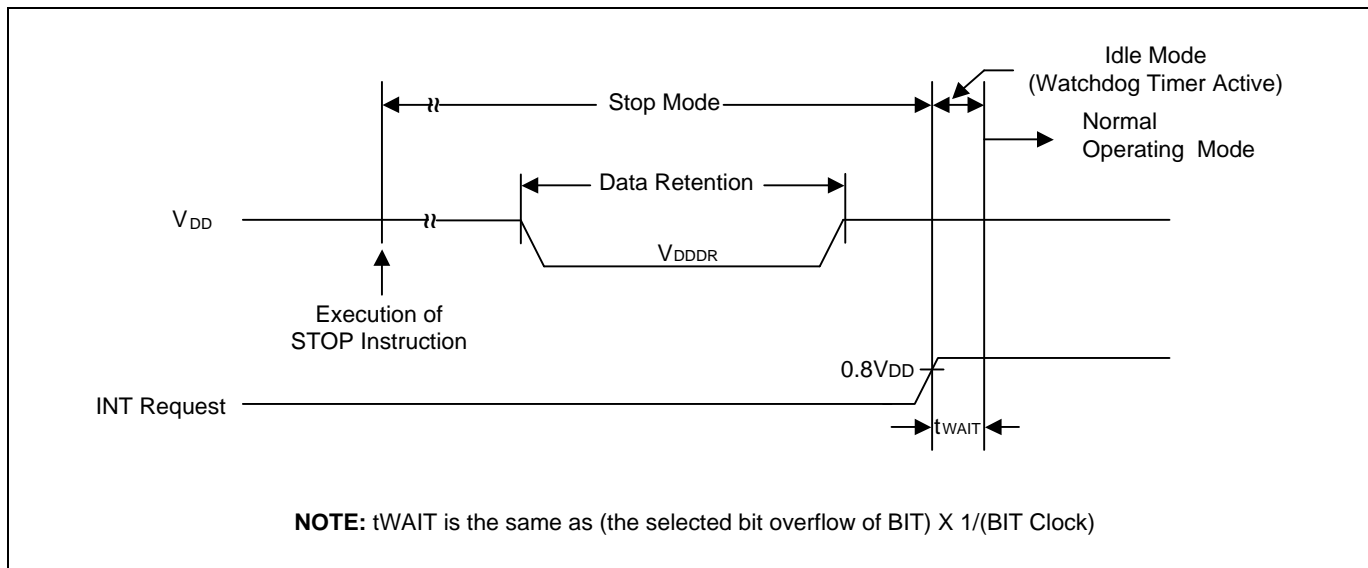 Idle Mode
(Watchdog Timer Active)
Stop Mode
Normal
Operating Mode
Data Retention
VDD
VDDDR
Execution of
STOP Instruction
0.8VDD
INT Request
tWAIT
NOTE: tWAIT is the same as (the selected bit overflow of BIT) X 1/(BIT Clock)